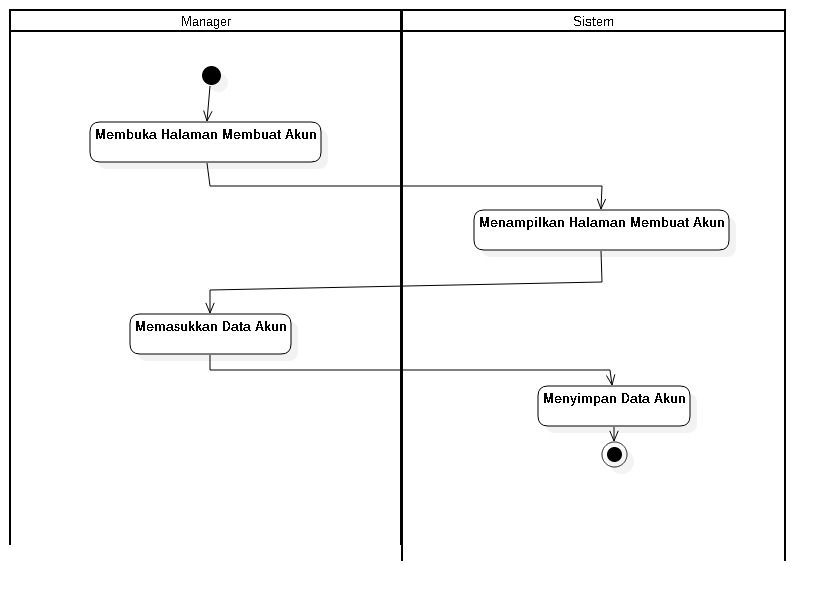 Manager
Sistem
Membuka Halaman Membuat Akun
Menampilkan Halaman Membuat Akun
Memasukkan Data Akun
Menyimpan Data Akun